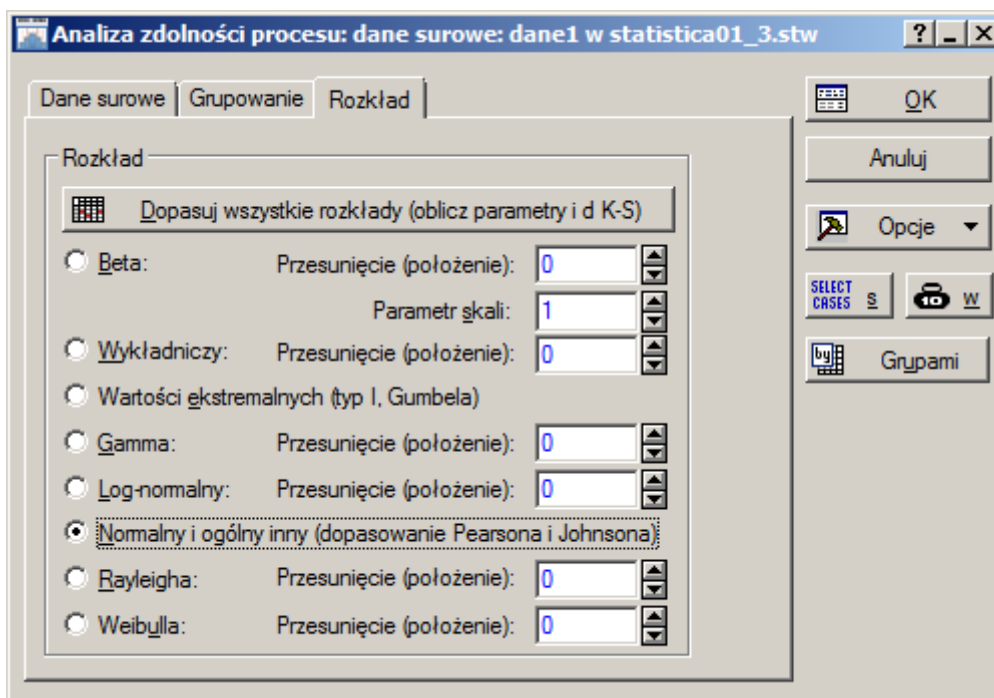 Analiza zdolności procesu: dane surowe: dane1 w statistica01_3.stw ? _ X
Dane surowe Grupowanie Rozkład
OK
Anuluj
Opcje
SELECT CASES S
10 W
by Grupami
Rozkład
Dopasuj wszystkie rozkłady (oblicz parametry i d K-S)
Beta: Przesunięcie (położenie): 0
Parametr skali: 1
Wykładniczy: Przesunięcie (położenie): 0
Wartości ekstremalnych (typ I, Gumbela)
Gamma: Przesunięcie (położenie): 0
Log-normalny: Przesunięcie (położenie): 0
Normalny i ogólny inny (dopasowanie Pearsona i Johnsona)
Rayleigha: Przesunięcie (położenie): 0
Weibulla: Przesunięcie (położenie): 0